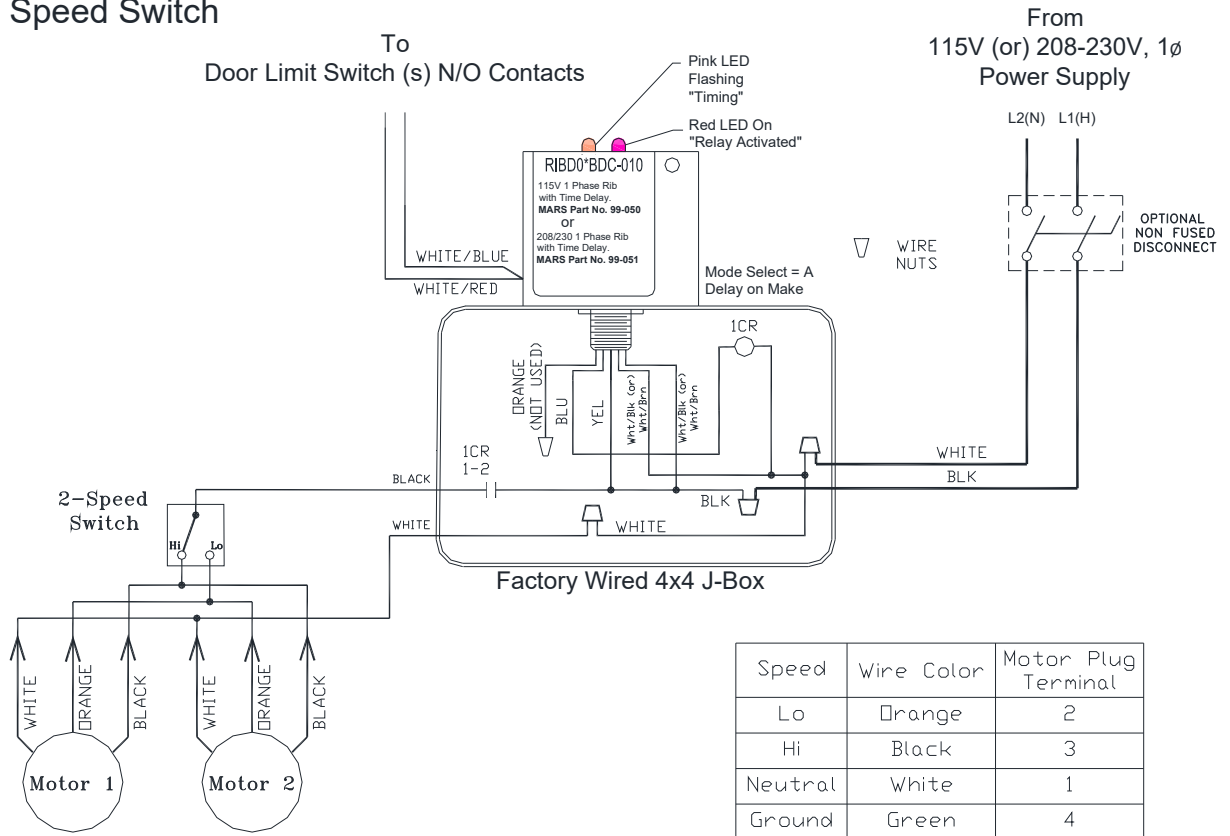 Speed Switch
To
Door Limit Switch (s) N/O Contacts
From
115V (or) 208-230V, 1ø
Power Supply
Pink LED
Flashing
"Timing"
Red LED On
"Relay Activated"
L2(N) L1(H)
RIBD0*BDC-010
115V 1 Phase Rib
with Time Delay.
MARS Part No. 99-050
or
208/230 1 Phase Rib
with Time Delay.
MARS Part No. 99-051
OPTIONAL
NON FUSED
DISCONNECT
WIRE
NUTS
WHITE/BLUE
WHITE/RED
Mode Select = A
Delay on Make
1CR
ORANGE
(NOT USED)
BLU
YEL
Wht/Blk (or)
Wht/Brn
Wht/Blk (or)
Wht/Brn
1CR
1-2
WHITE
BLK
BLACK
BLK
2-Speed
Switch
WHITE
WHITE
Hi Lo
Factory Wired 4x4 J-Box
WHITE
ORANGE
BLACK
WHITE
ORANGE
BLACK
Motor 1
Motor 2
Speed Wire Color Motor Plug
Terminal
Lo Orange 2
Hi Black 3
Neutral White 1
Ground Green 4